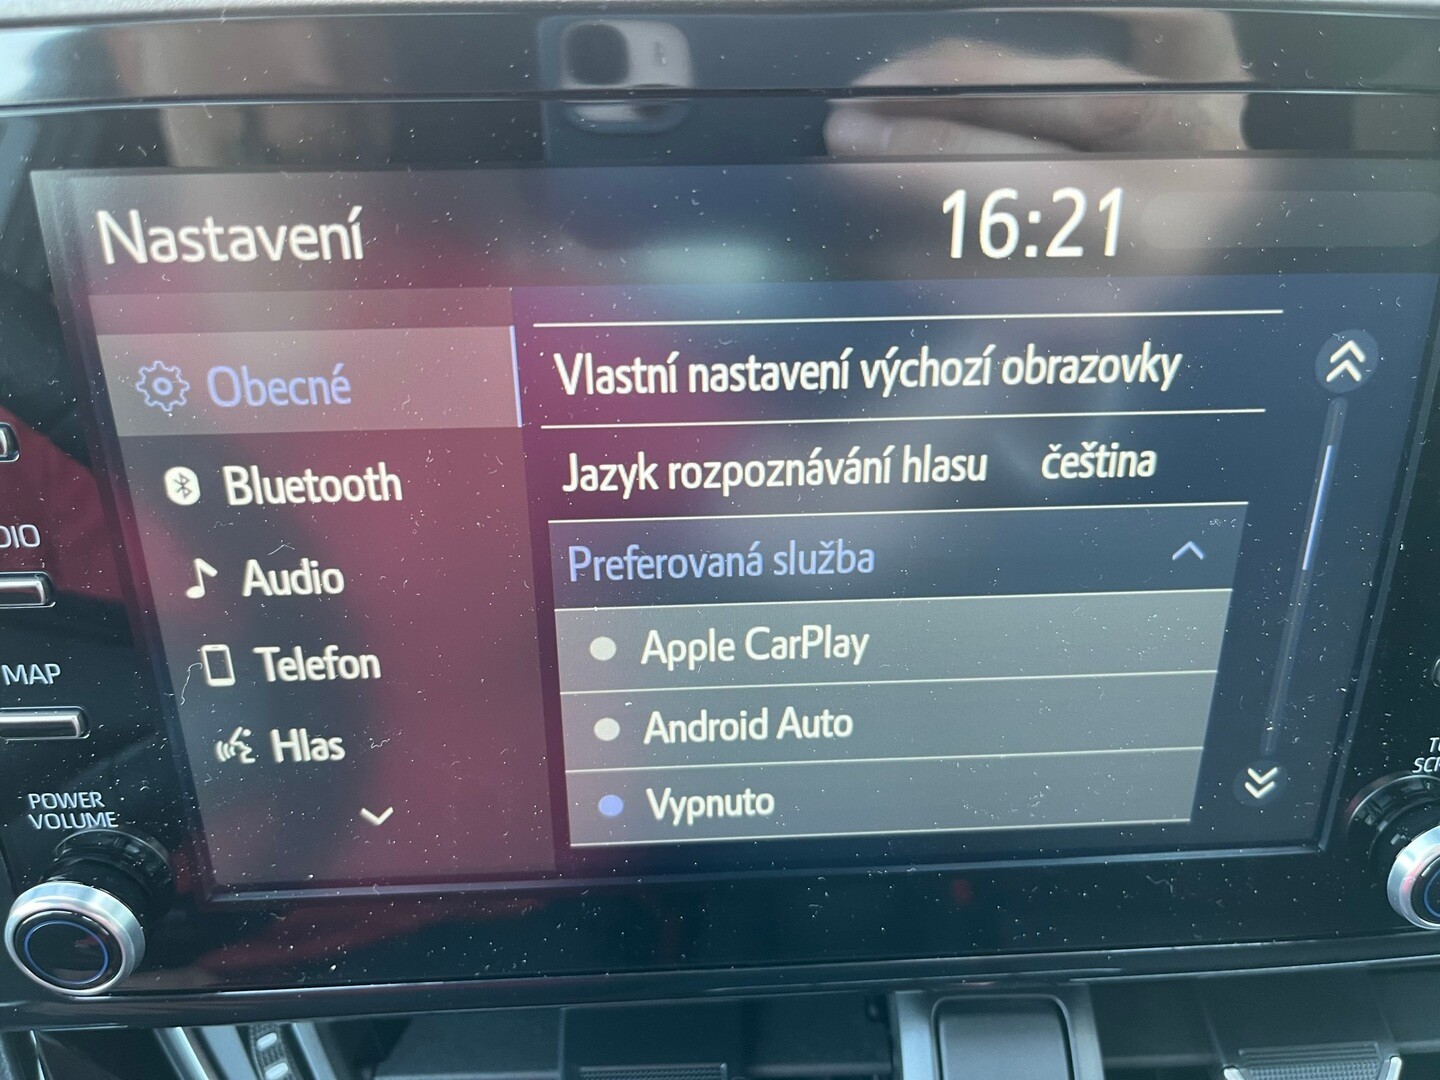 Nastavení
16:21
Obecné
Bluetooth
Audio
Telefon
Hlas
Vlastní nastavení výchozí obrazovky
Jazyk rozpoznávání hlasu čeština
Preferovaná služba
Apple CarPlay
Android Auto
Vypnuto
MAP
POWER
VOLUME